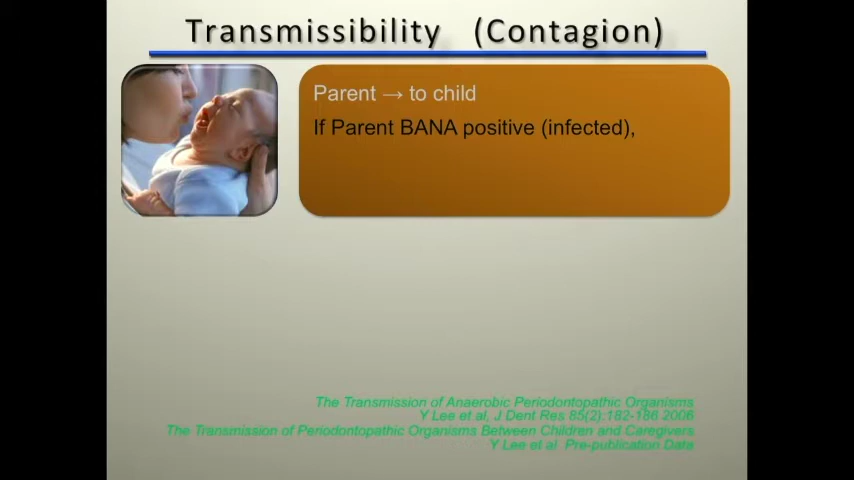 Transmissibility (Contagion)
Parent → to child
If Parent BANA positive (infected),
The Transmission of Anaerobic Periodontopathic Organisms
Y Lee et al, J Dent Res 85(2):182-186 2006
The Transmission of Periodontopathic Organisms Between Children and Caregivers
Y Lee et al Pre-publication Data